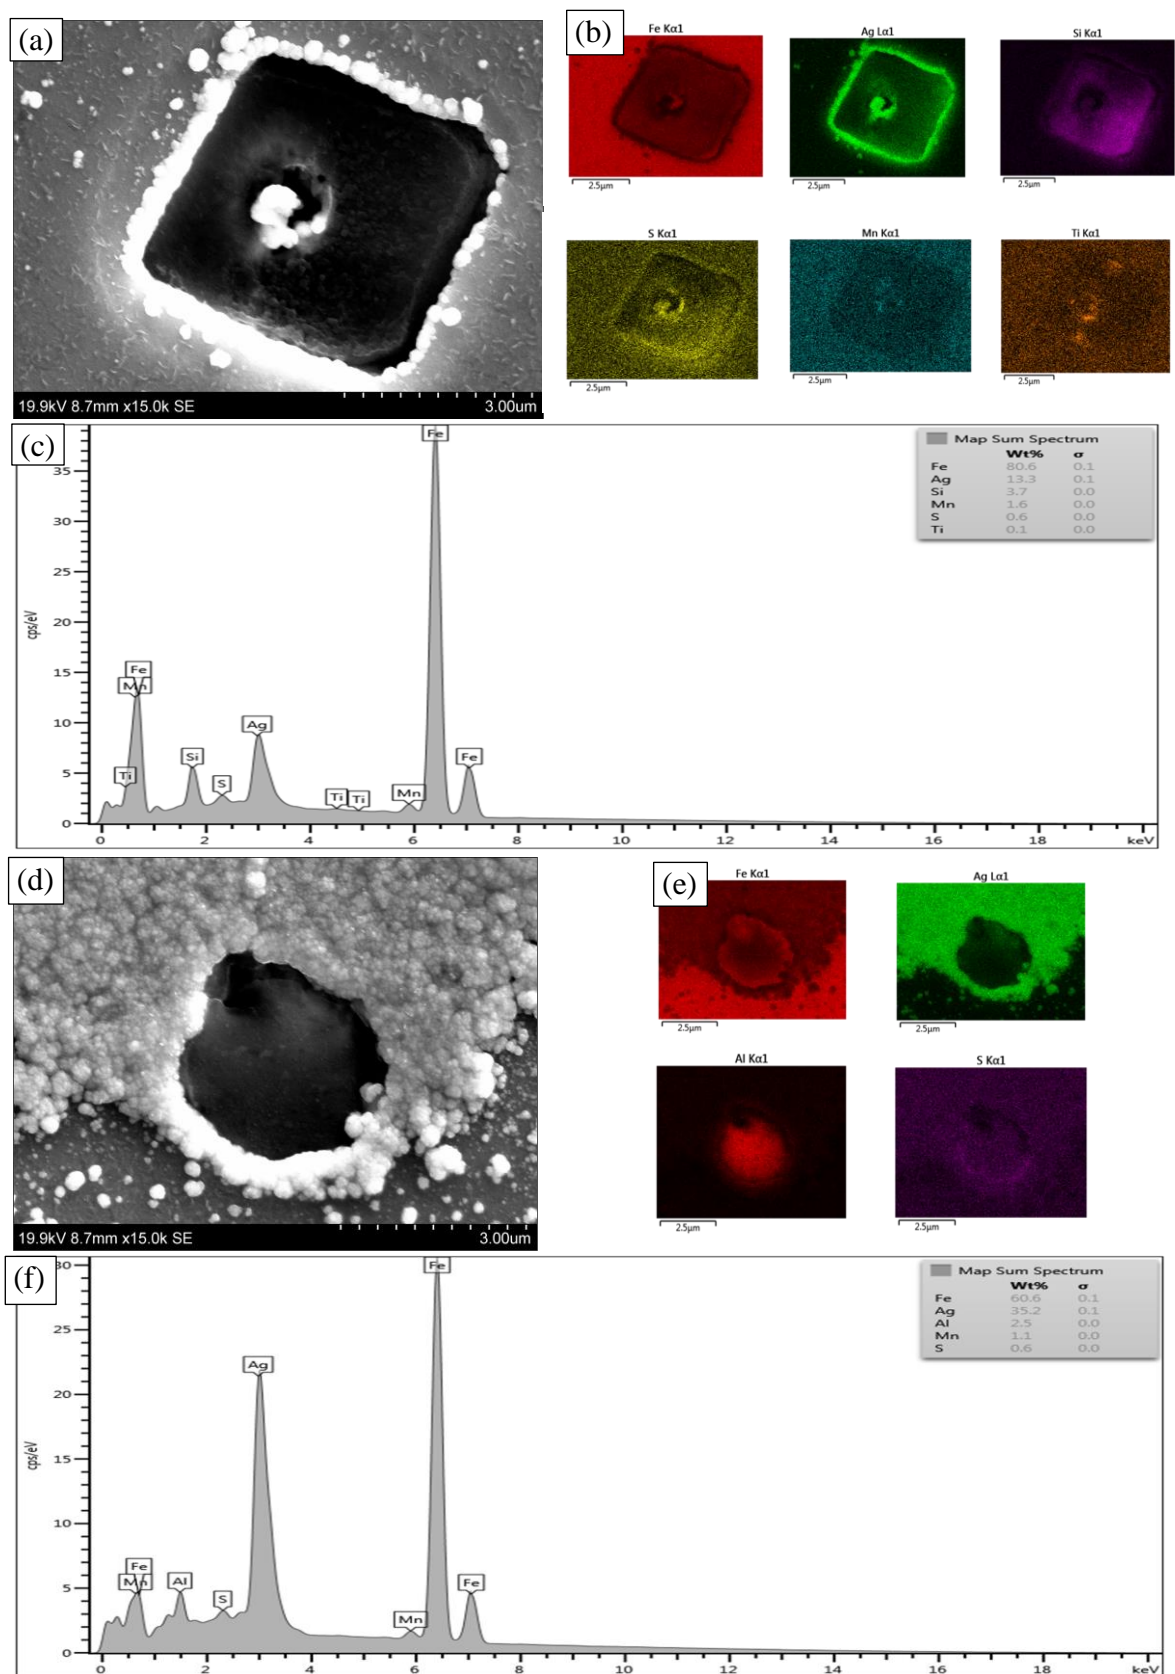 (a)
19.9kV 8.7mm x15.0k SE 3.00um
(b)
Fe Kα1 Ag Lα1 Si Kα1
2.5μm 2.5μm 2.5μm
S Kα1 Mn Kα1 Ti Kα1
2.5μm 2.5μm 2.5μm
(c)
Map Sum Spectrum
Wt% σ
Fe 80.6 0.1
Ag 13.3 0.1
Si 3.7 0.0
Mn 1.6 0.0
S 0.6 0.0
Ti 0.1 0.0
cps/eV
35
30
25
20
15
10
5
0
Fe
Fe
Mn
Ti
Si
S
Ag
Ti
Ti
Mn
Fe
0 2 4 6 8 10 12 14 16 18 keV
(d)
19.9kV 8.7mm x15.0k SE 3.00um
(e)
Fe Kα1 Ag Lα1
2.5μm 2.5μm
Al Kα1 S Kα1
2.5μm 2.5μm
(f)
Map Sum Spectrum
Wt% σ
Fe 60.6 0.1
Ag 35.2 0.1
Al 2.5 0.0
Mn 1.1 0.0
S 0.6 0.0
cps/eV
30
25
20
15
10
5
0
Fe
Ag
Fe
Mn
Al
S
Mn
Fe
0 2 4 6 8 10 12 14 16 18 keV